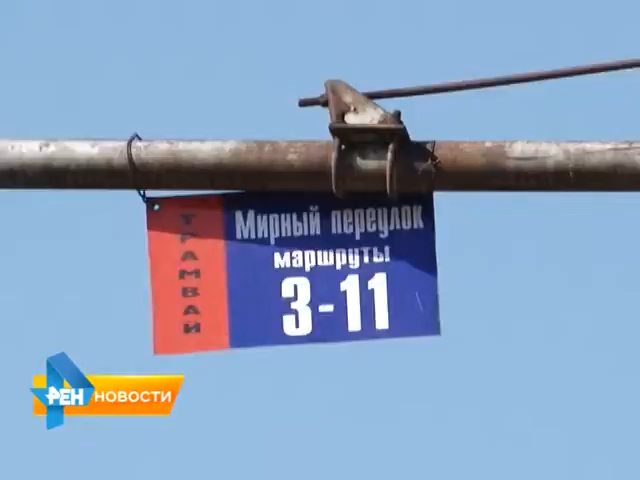 ТРАМВАЙ
Мирный переулок
маршруты
3-11
РЕН НОВОСТИ